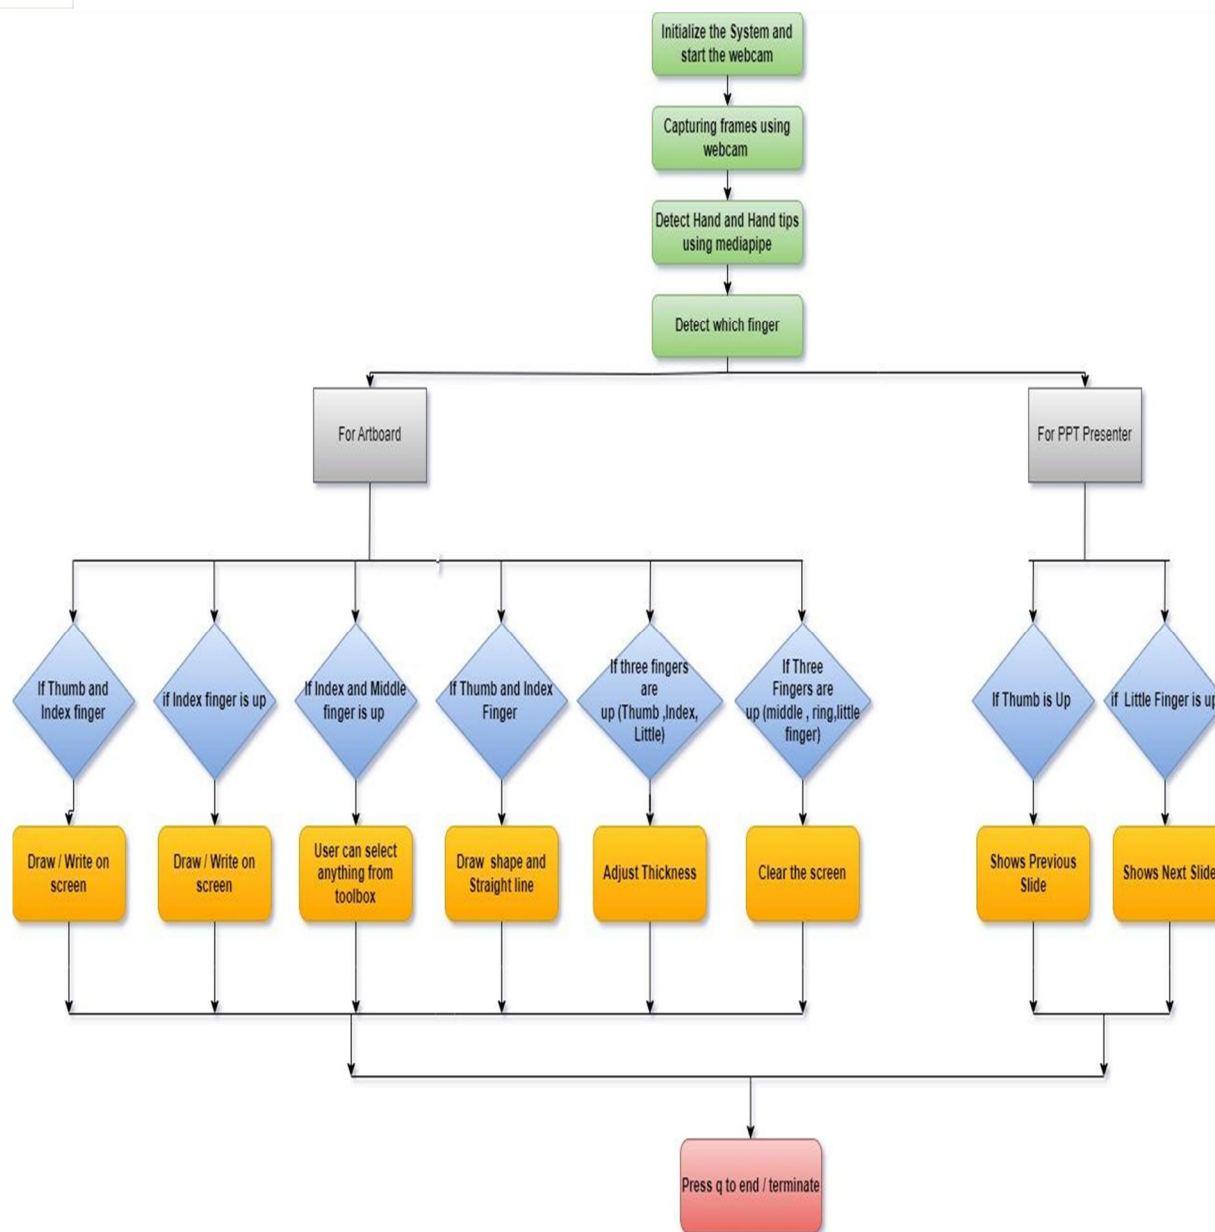 Initialize the System and
start the webcam
Capturing frames using
webcam
Detect Hand and Hand tips
using mediapipe
Detect which finger
For Artboard
For PPT Presenter
If Thumb and
Index finger
if Index finger is up
If Index and Middle
finger is up
If Thumb and Index
Finger
If three fingers
are
up (Thumb ,Index,
Little)
If Three
Fingers are
up (middle , ring,little
finger)
If Thumb is Up
if Little Finger is up
Draw / Write on
screen
Draw / Write on
screen
User can select
anything from
toolbox
Draw shape and
Straight line
Adjust Thickness
Clear the screen
Shows Previous
Slide
Shows Next Slide
Press q to end / terminate